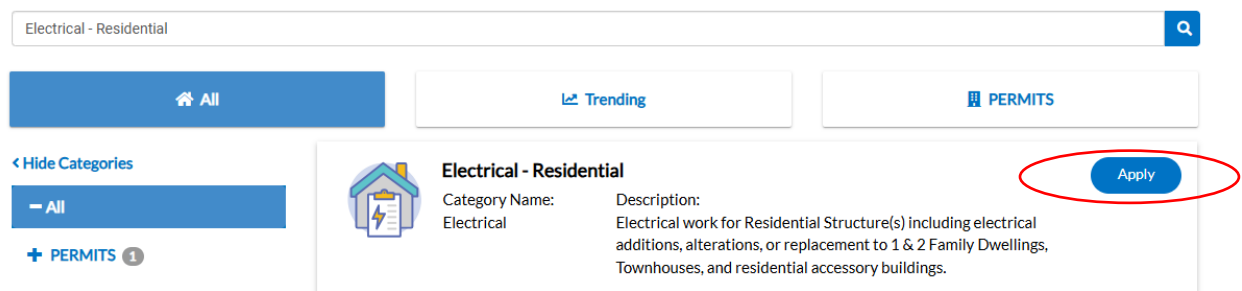 Electrical - Residential
All
Trending
PERMITS
Hide Categories
All
PERMITS 1
Electrical - Residential
Apply
Category Name:
Electrical
Description:
Electrical work for Residential Structure(s) including electrical
additions, alterations, or replacement to 1 & 2 Family Dwellings,
Townhouses, and residential accessory buildings.